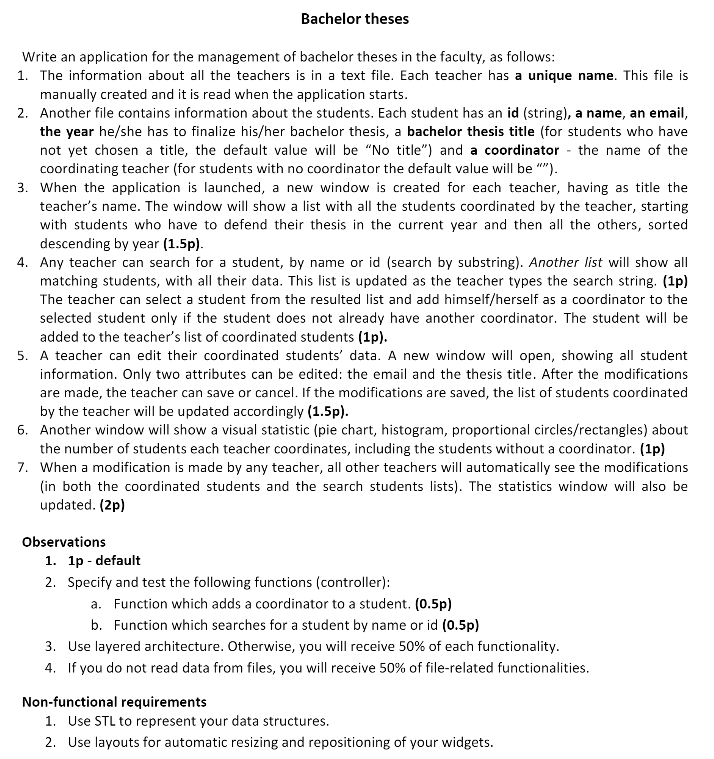 Bachelor theses
Write an application for the management of bachelor theses in the faculty, as follows:
1. The information about all the teachers is in a text file. Each teacher has a unique name. This file is
manually created and it is read when the application starts.
2. Another file contains information about the students. Each student has an id (string), a name, an email,
the year he/she has to finalize his/her bachelor thesis, a bachelor thesis title (for students who have
not yet chosen a title, the default value will be “No title”) and a coordinator - the name of the
coordinating teacher (for students with no coordinator the default value will be “”).
3. When the application is launched, a new window is created for each teacher, having as title the
teacher’s name. The window will show a list with all the students coordinated by the teacher, starting
with students who have to defend their thesis in the current year and then all the others, sorted
descending by year (1.5p).
4. Any teacher can search for a student, by name or id (search by substring). Another list will show all
matching students, with all their data. This list is updated as the teacher types the search string. (1p)
The teacher can select a student from the resulted list and add himself/herself as a coordinator to the
selected student only if the student does not already have another coordinator. The student will be
added to the teacher’s list of coordinated students (1p).
5. A teacher can edit their coordinated students’ data. A new window will open, showing all student
information. Only two attributes can be edited: the email and the thesis title. After the modifications
are made, the teacher can save or cancel. If the modifications are saved, the list of students coordinated
by the teacher will be updated accordingly (1.5p).
6. Another window will show a visual statistic (pie chart, histogram, proportional circles/rectangles) about
the number of students each teacher coordinates, including the students without a coordinator. (1p)
7. When a modification is made by any teacher, all other teachers will automatically see the modifications
(in both the coordinated students and the search students lists). The statistics window will also be
updated. (2p)
Observations
1. 1p - default
2. Specify and test the following functions (controller):
a. Function which adds a coordinator to a student. (0.5p)
b. Function which searches for a student by name or id (0.5p)
3. Use layered architecture. Otherwise, you will receive 50% of each functionality.
4. If you do not read data from files, you will receive 50% of file-related functionalities.
Non-functional requirements
1. Use STL to represent your data structures.
2. Use layouts for automatic resizing and repositioning of your widgets.